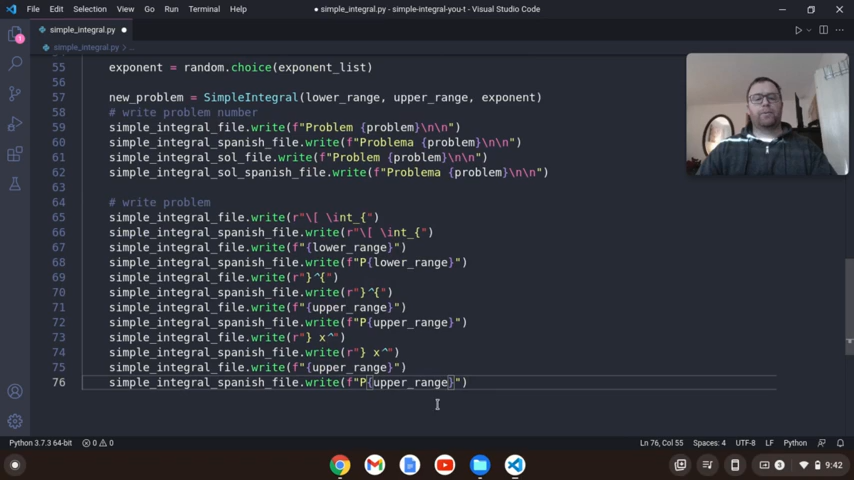 File Edit Selection View Go Run Terminal Help
● simple_integral.py - simple-integral-you-t - Visual Studio Code
simple_integral.py ●
simple_integral.py > ...
55 exponent = random.choice(exponent_list)
56
57 new_problem = SimpleIntegral(lower_range, upper_range, exponent)
58 # write problem number
59 simple_integral_file.write(f"Problem {problem}\n\n")
60 simple_integral_spanish_file.write(f"Problema {problem}\n\n")
61 simple_integral_sol_file.write(f"Problem {problem}\n\n")
62 simple_integral_sol_spanish_file.write(f"Problema {problem}\n\n")
63
64 # write problem
65 simple_integral_file.write(r"\[ \int_{")
66 simple_integral_spanish_file.write(r"\[ \int_{")
67 simple_integral_file.write(f"{lower_range}")
68 simple_integral_spanish_file.write(f"P{lower_range}")
69 simple_integral_file.write(r"}^{")
70 simple_integral_spanish_file.write(r"}^{")
71 simple_integral_file.write(f"{upper_range}")
72 simple_integral_spanish_file.write(f"P{upper_range}")
73 simple_integral_file.write(r"} x^")
74 simple_integral_spanish_file.write(r"} x^")
75 simple_integral_file.write(f"{upper_range}")
76 simple_integral_spanish_file.write(f"P{upper_range}")
Python 3.7.3 64-bit 0 0 Ln 76, Col 55 Spaces: 4 UTF-8 LF Python
3 9:42